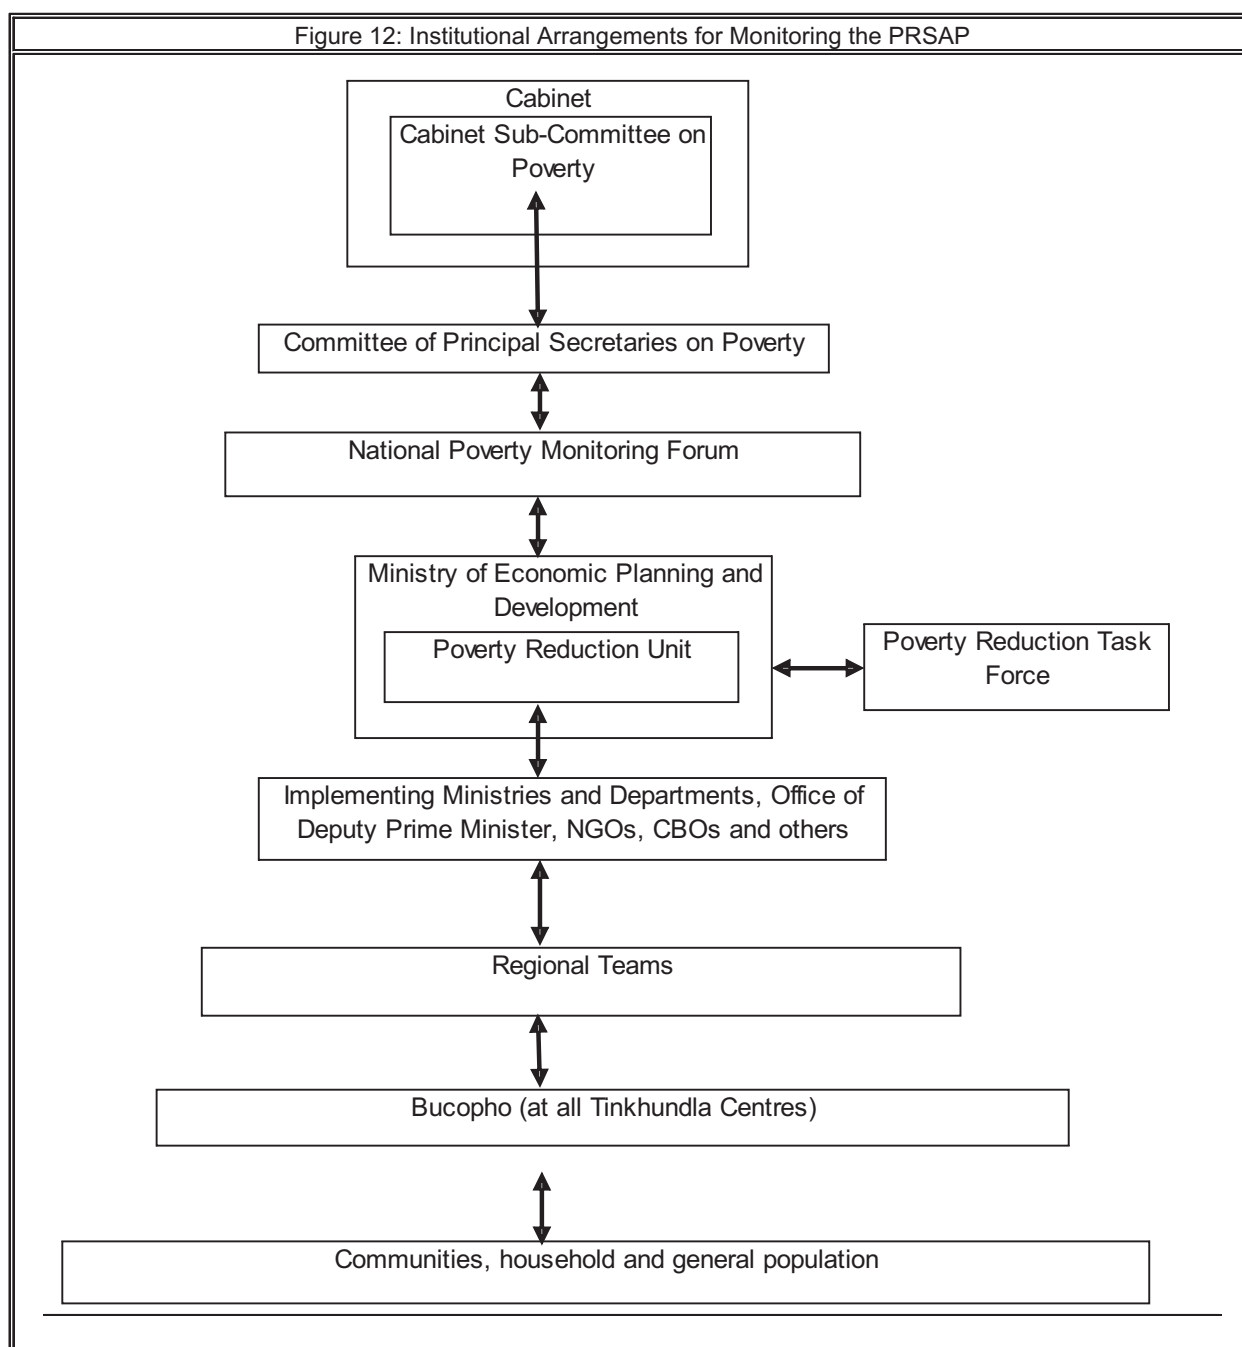 Figure 12: Institutional Arrangements for Monitoring the PRSAP
Cabinet
Cabinet Sub-Committee on
Poverty
Committee of Principal Secretaries on Poverty
National Poverty Monitoring Forum
Ministry of Economic Planning and
Development
Poverty Reduction Unit
Poverty Reduction Task
Force
Implementing Ministries and Departments, Office of
Deputy Prime Minister, NGOs, CBOs and others
Regional Teams
Bucopho (at all Tinkhundla Centres)
Communities, household and general population